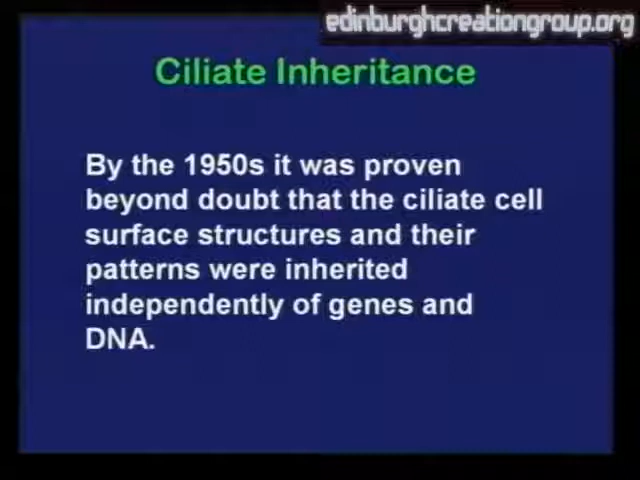 edinburghcreationgroup.org
Ciliate Inheritance
By the 1950s it was proven
beyond doubt that the ciliate cell
surface structures and their
patterns were inherited
independently of genes and
DNA.